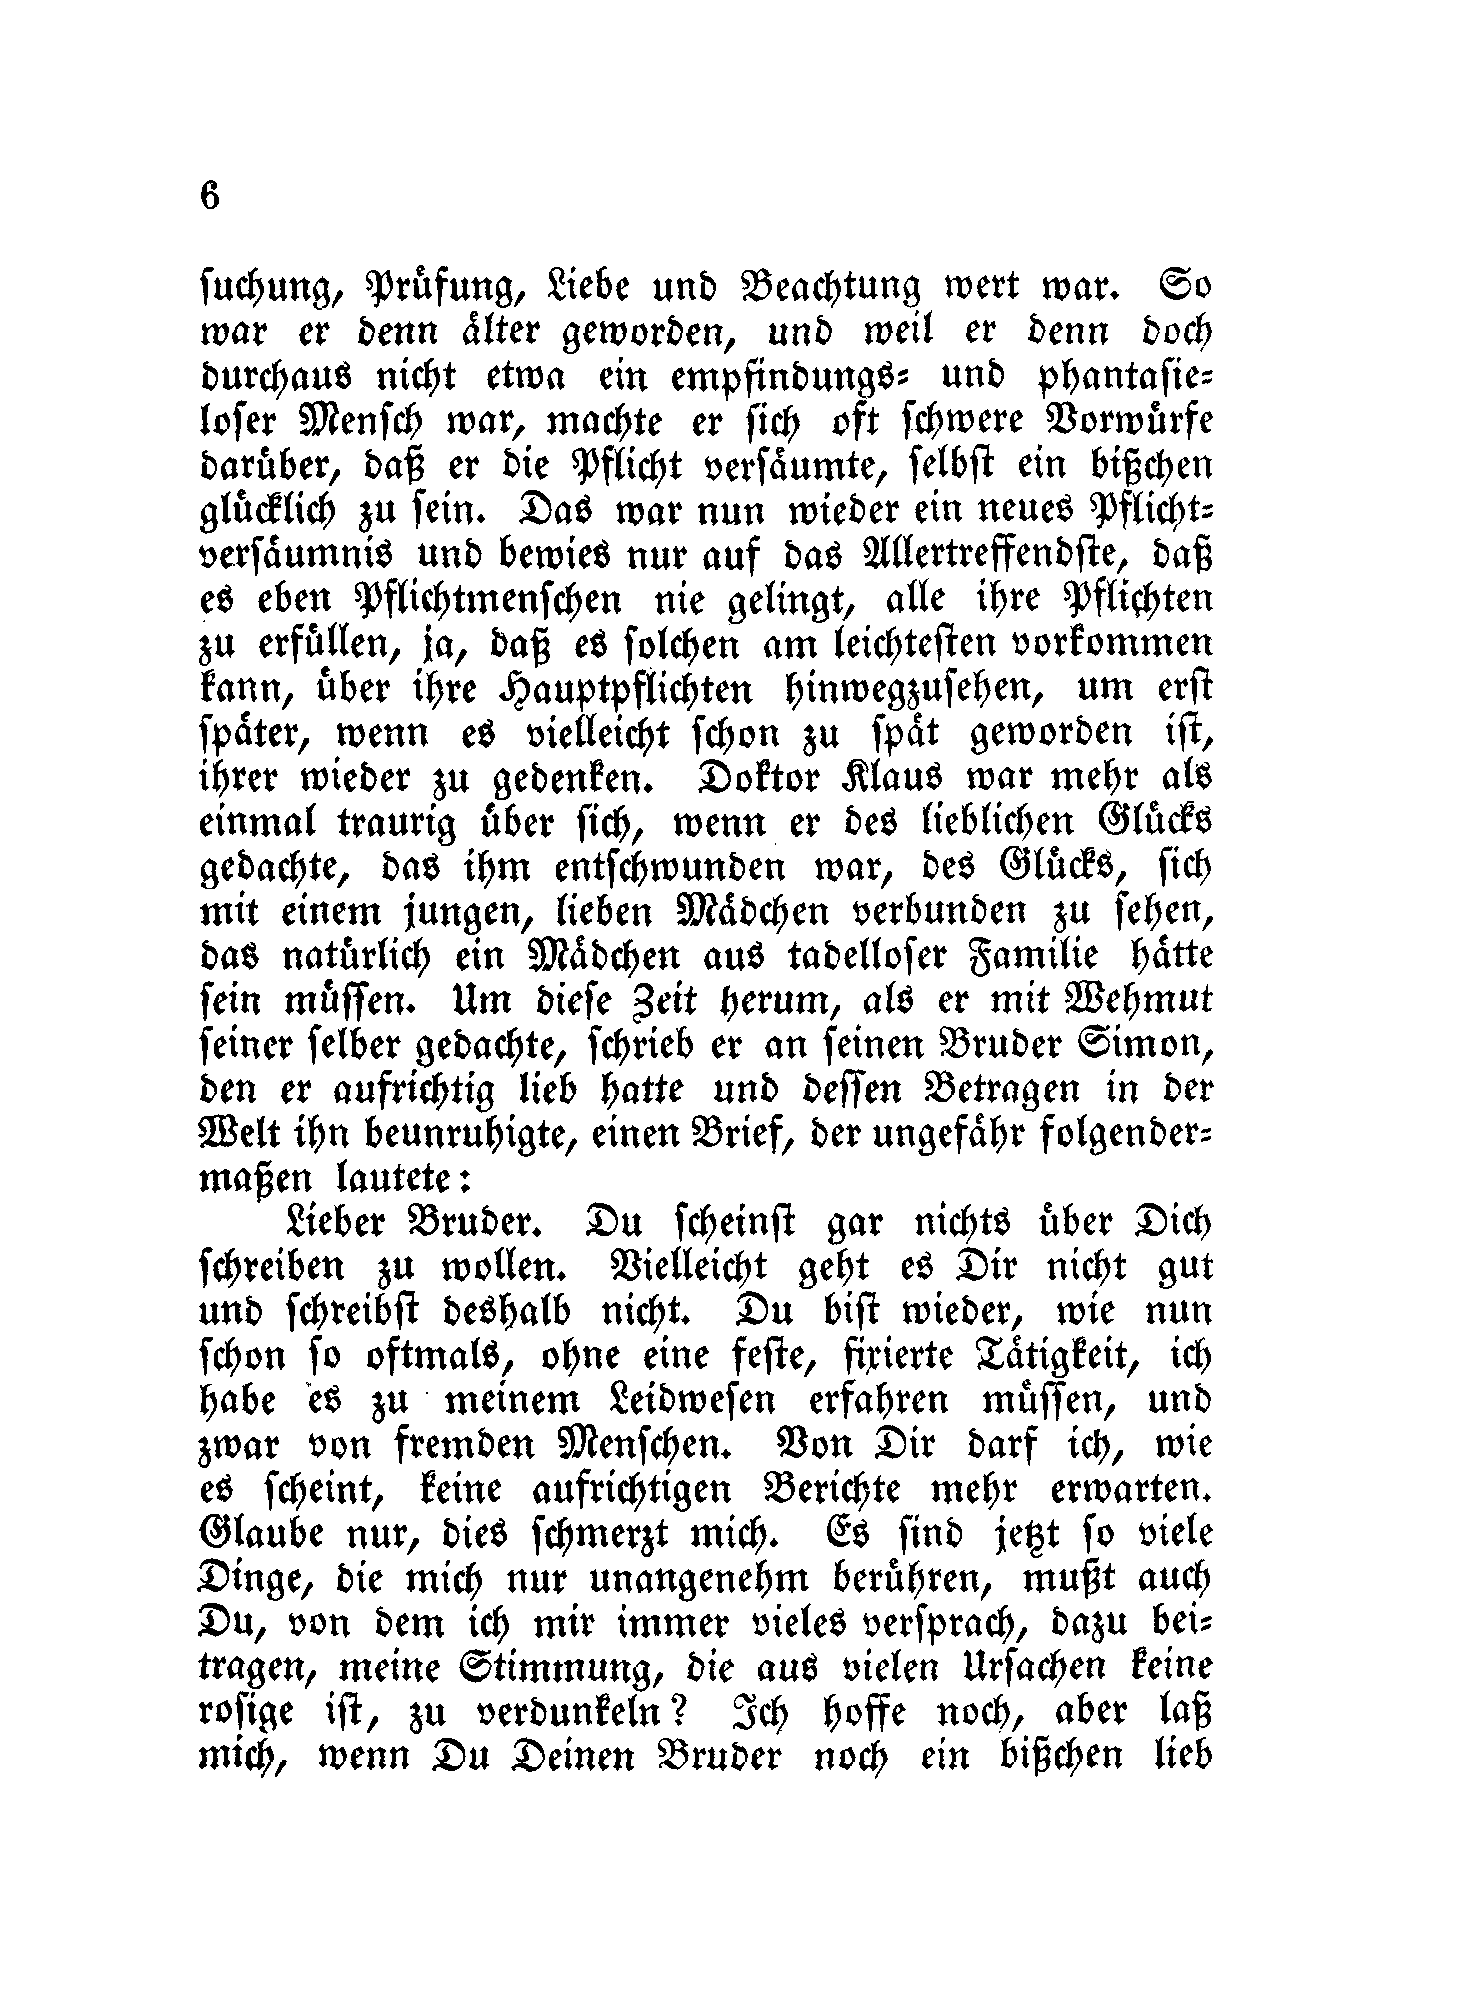 6
suchung, Prüfung, Liebe und Beachtung wert war. So
war er denn älter geworden, und weil er denn doch
durchaus nicht etwa ein empfindungs- und phantasie-
loser Mensch war, machte er sich oft schwere Vorwürfe
darüber, daß er die Pflicht versäumte, selbst ein bißchen
glücklich zu sein. Das war nun wieder ein neues Pflicht-
versäumnis und bewies nur auf das Allertreffendste, daß
es eben Pflichtmenschen nie gelingt, alle ihre Pflichten
zu erfüllen, ja, daß es solchen am leichtesten vorkommen
kann, über ihre Hauptpflichten hinwegzusehen, um erst
später, wenn es vielleicht schon zu spät geworden ist,
ihrer wieder zu gedenken. Doktor Klaus war mehr als
einmal traurig über sich, wenn er des lieblichen Glücks
gedachte, das ihm entschwunden war, des Glücks, sich
mit einem jungen, lieben Mädchen verbunden zu sehen,
das natürlich ein Mädchen aus tadelloser Familie hätte
sein müssen. Um diese Zeit herum, als er mit Wehmut
seiner selber gedachte, schrieb er an seinen Bruder Simon,
den er aufrichtig lieb hatte und dessen Betragen in der
Welt ihn beunruhigte, einen Brief, der ungefähr folgender-
maßen lautete:
Lieber Bruder. Du scheinst gar nichts über Dich
schreiben zu wollen. Vielleicht geht es Dir nicht gut
und schreibst deshalb nicht. Du bist wieder, wie nun
schon so oftmals, ohne eine feste, fixierte Tätigkeit, ich
habe es zu meinem Leidwesen erfahren müssen, und
zwar von fremden Menschen. Von Dir darf ich, wie
es scheint, keine aufrichtigen Berichte mehr erwarten.
Glaube nur, dies schmerzt mich. Es sind jetzt so viele
Dinge, die mich nur unangenehm berühren, mußt auch
Du, von dem ich mir immer vieles versprach, dazu bei-
tragen, meine Stimmung, die aus vielen Ursachen keine
rosige ist, zu verdunkeln? Ich hoffe noch, aber laß
mich, wenn Du Deinen Bruder noch ein bißchen lieb